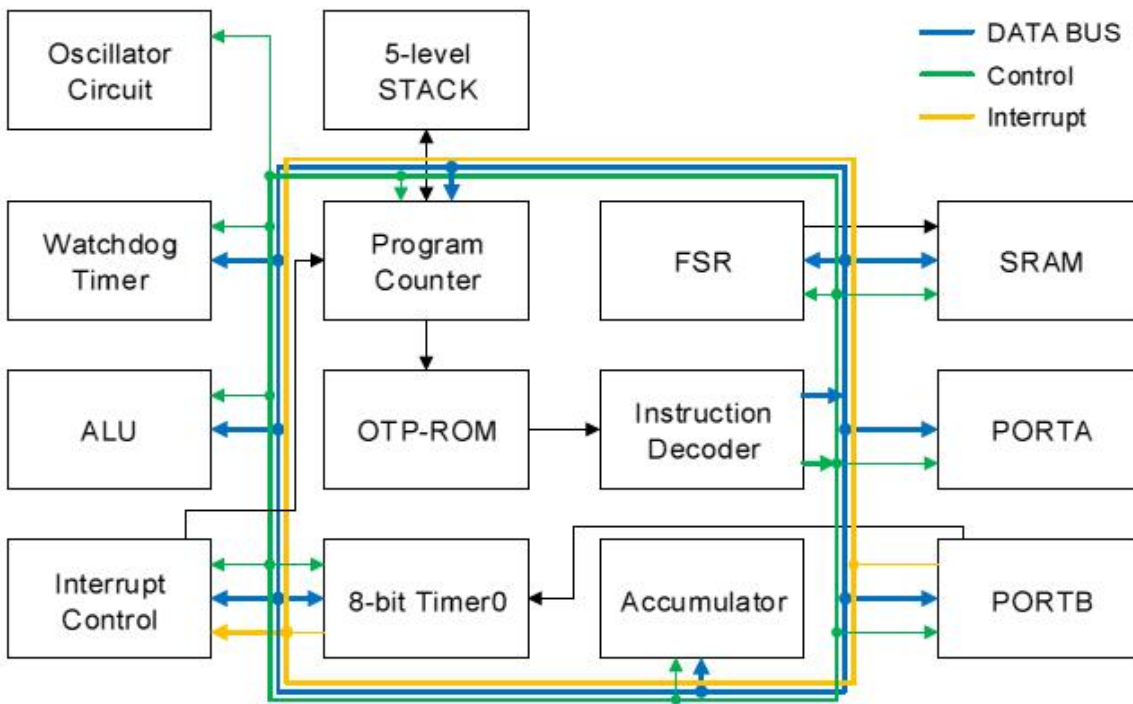 Oscillator
Circuit
5-level
STACK
DATA BUS
Control
Interrupt
Watchdog
Timer
Program
Counter
FSR
SRAM
ALU
OTP-ROM
Instruction
Decoder
PORTA
Interrupt
Control
8-bit Timer0
Accumulator
PORTB